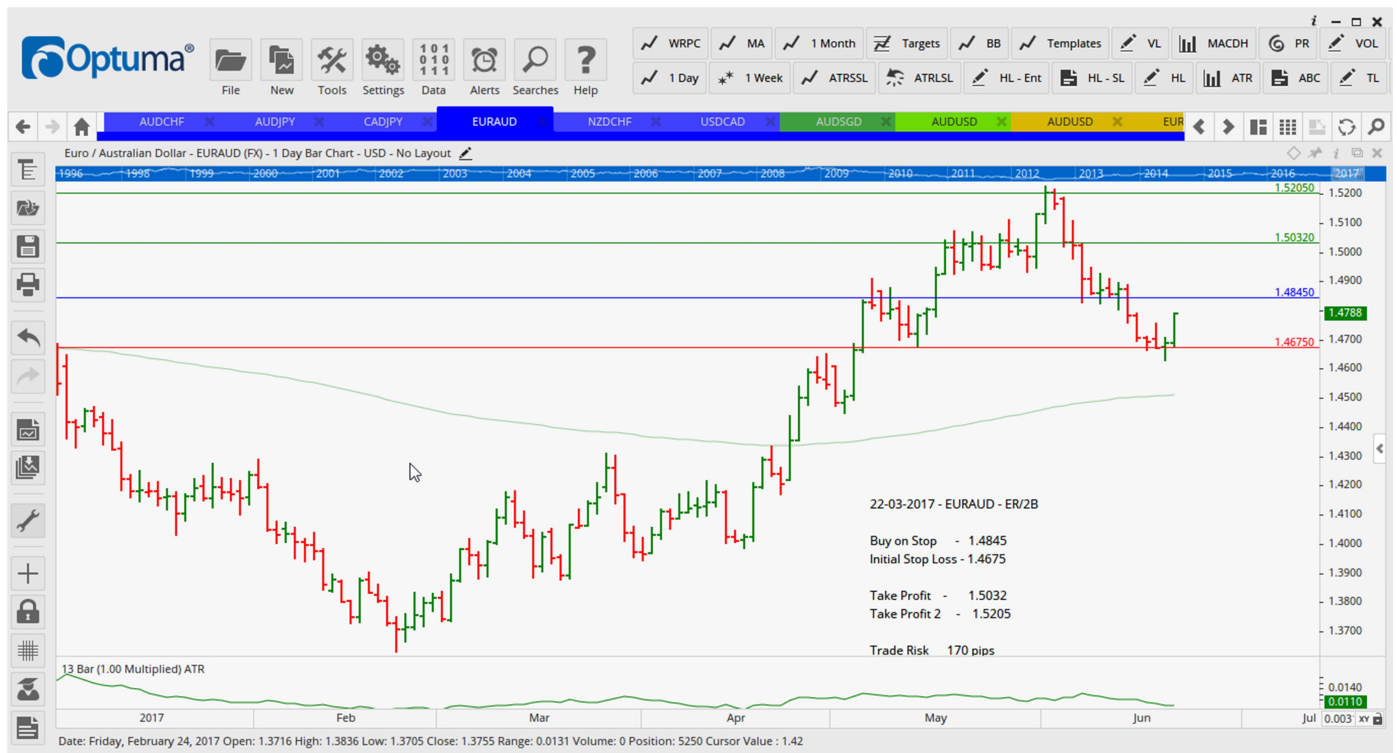 i
Optuma®
File
New
Tools
101
010
111
Settings
Data
Alerts
Searches
Help
WRPC
MA
1 Month
Targets
BB
Templates
VL
MACDH
PR
VOL
1 Day
1 Week
ATRSSL
ATRLSL
HL - Ent
HL - SL
HL
ATR
ABC
TL
AUDCHF
AUDJPY
CADJPY
EURAUD
NZDCHF
USDCAD
AUDSGD
AUDUSD
AUDUSD
EUR
Euro / Australian Dollar - EURAUD (FX) - 1 Day Bar Chart - USD - No Layout
1996 1998 1999 2000 2001 2002 2003 2004 2005 2006 2007 2008 2009 2010 2011 2012 2013 2014 2015 2016 2017
1.52050
1.5200
1.5100
1.50320
1.5000
1.4900
1.48450
1.4788
1.4700
1.46750
1.4600
1.4500
1.4400
1.4300
1.4200
1.4100
1.4000
1.3900
1.3800
1.3700
22-03-2017 - EURAUD - ER/2B
Buy on Stop - 1.4845
Initial Stop Loss - 1.4675
Take Profit - 1.5032
Take Profit 2 - 1.5205
Trade Risk 170 pips
13 Bar (1.00 Multiplied) ATR
0.0140
0.0110
2017 Feb Mar Apr May Jun Jul
0.003 XY
Date: Friday, February 24, 2017 Open: 1.3716 High: 1.3836 Low: 1.3705 Close: 1.3755 Range: 0.0131 Volume: 0 Position: 5250 Cursor Value : 1.42